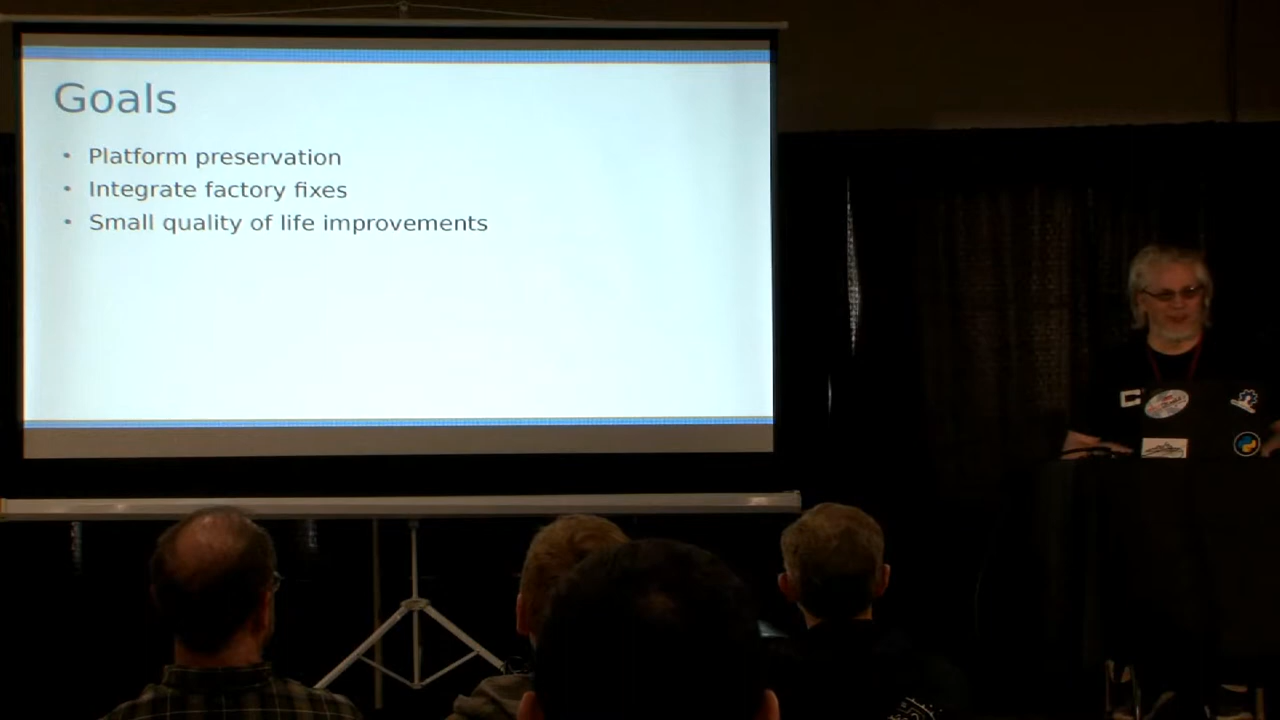 Goals
• Platform preservation
• Integrate factory fixes
• Small quality of life improvements